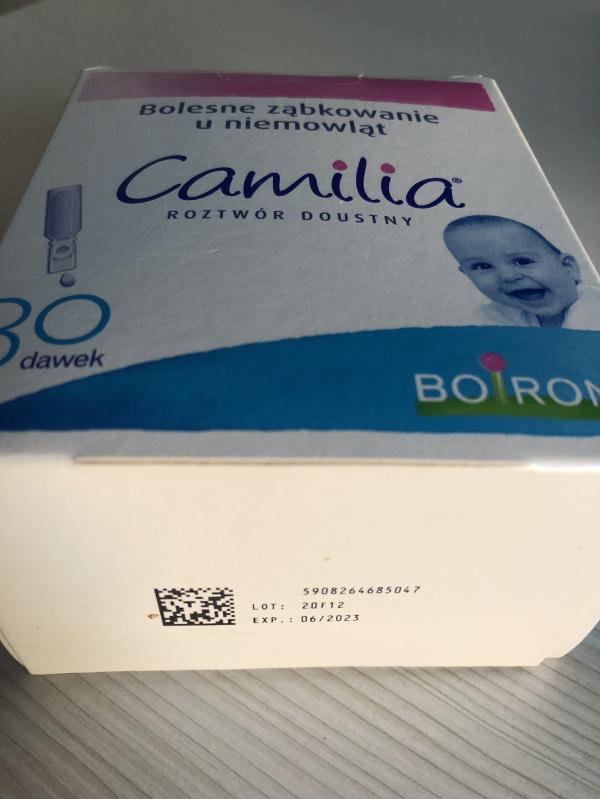 Bolesne ząbkowanie
u niemowląt
Camilia®
ROZTWÓR DOUSTNY
30
dawek
BOIRON
5908264685047
LOT: 20F12
EXP.: 06/2023